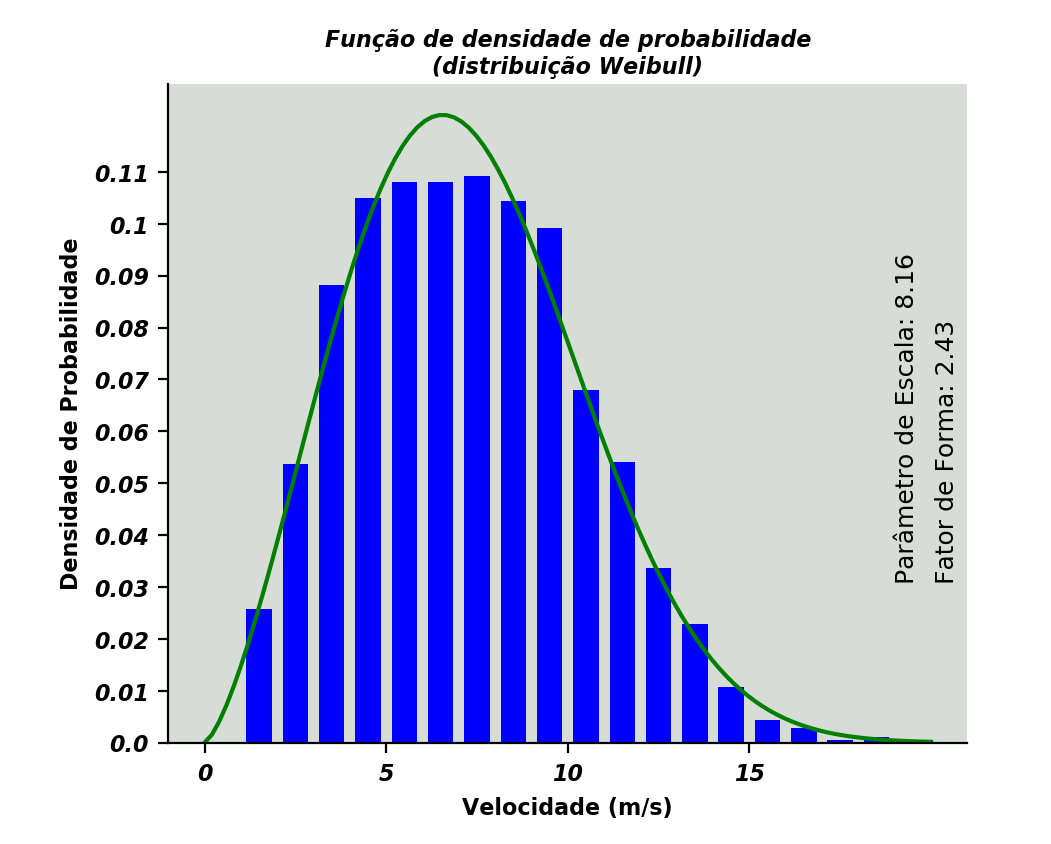 Função de densidade de probabilidade
(distribuição Weibull)
Densidade de Probabilidade
0.11
0.1
0.09
0.08
0.07
0.06
0.05
0.04
0.03
0.02
0.01
0.0
0
5
10
15
Velocidade (m/s)
Parâmetro de Escala: 8.16
Fator de Forma: 2.43